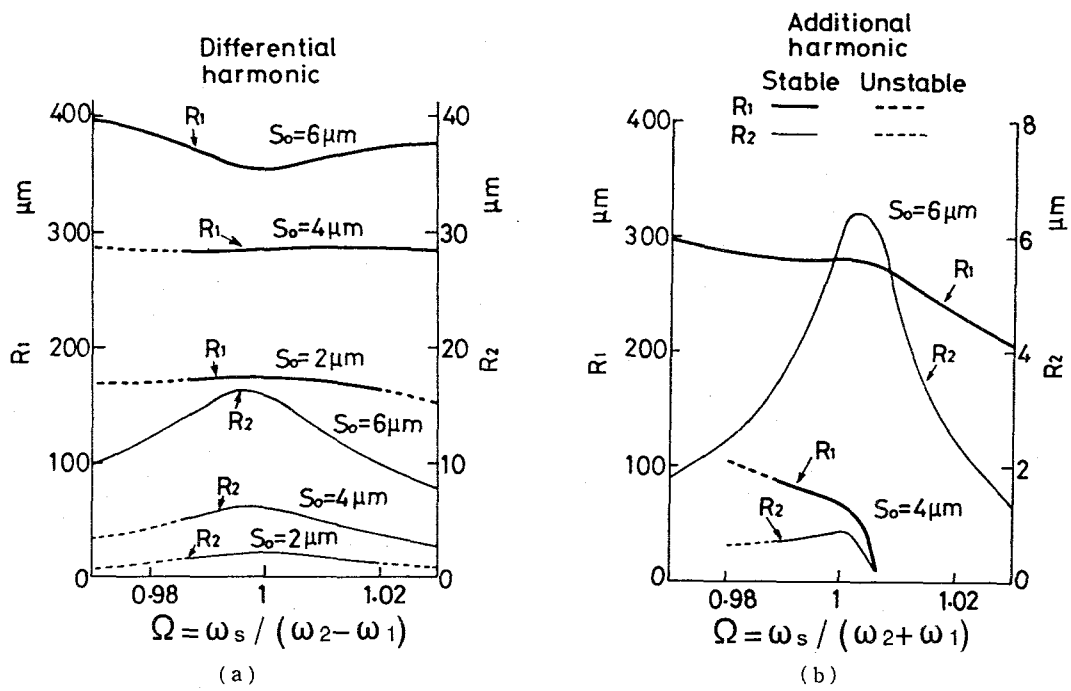 Differential
harmonic
400
300
200
100
0
μm
R1
40
30
20
10
0
μm
R2
R1
So=6μm
R1
So=4μm
R1
So=2μm
R2
So=6μm
R2
So=4μm
R2
So=2μm
0.98
1
1.02
Ω=ωs/(ω2-ω1)
(a)
Additional
harmonic
Stable Unstable
R1
R2
400
300
200
100
0
μm
R1
8
6
4
2
0
μm
R2
So=6μm
R1
R2
R1
R2
So=4μm
0.98
1
1.02
Ω=ωs/(ω2+ω1)
(b)